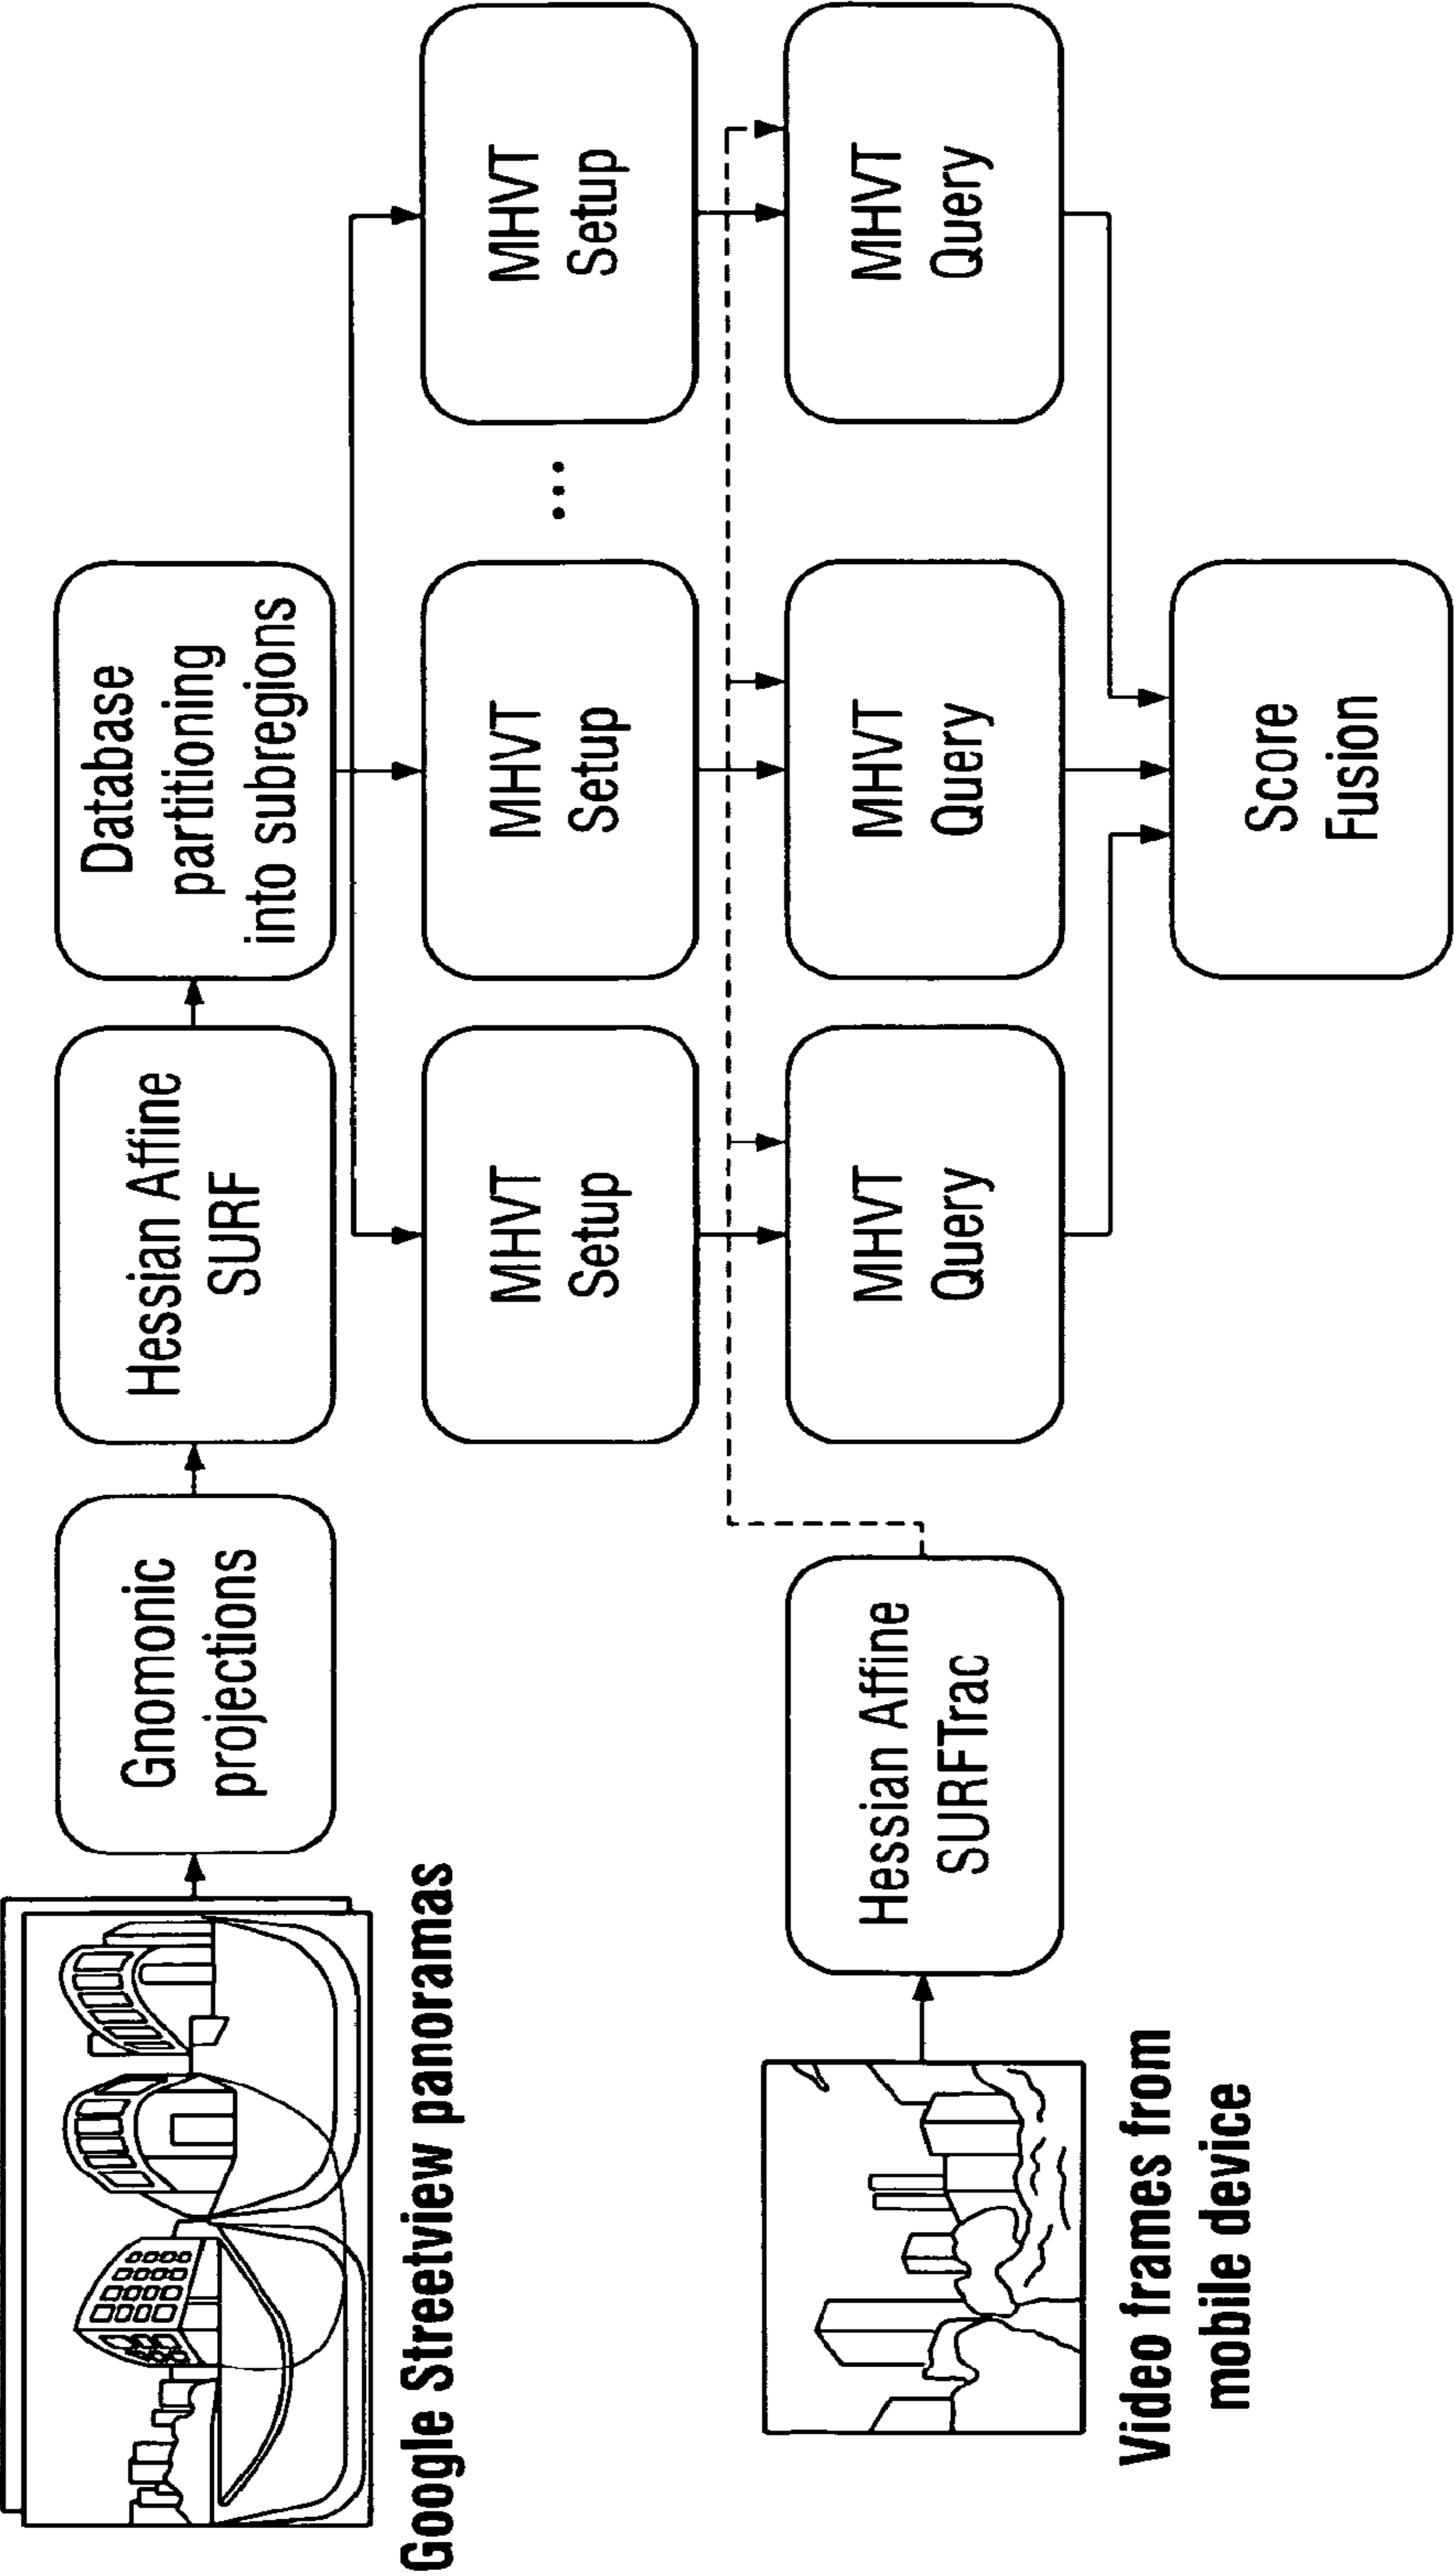 Google Streetview panoramas
Gnomonic
projections
Hessian Affine
SURF
Database
partitioning
into subregions
MHVT
Setup
MHVT
Setup
...
MHVT
Setup
Video frames from
mobile device
Hessian Affine
SURFTrac
MHVT
Query
MHVT
Query
MHVT
Query
Score
Fusion